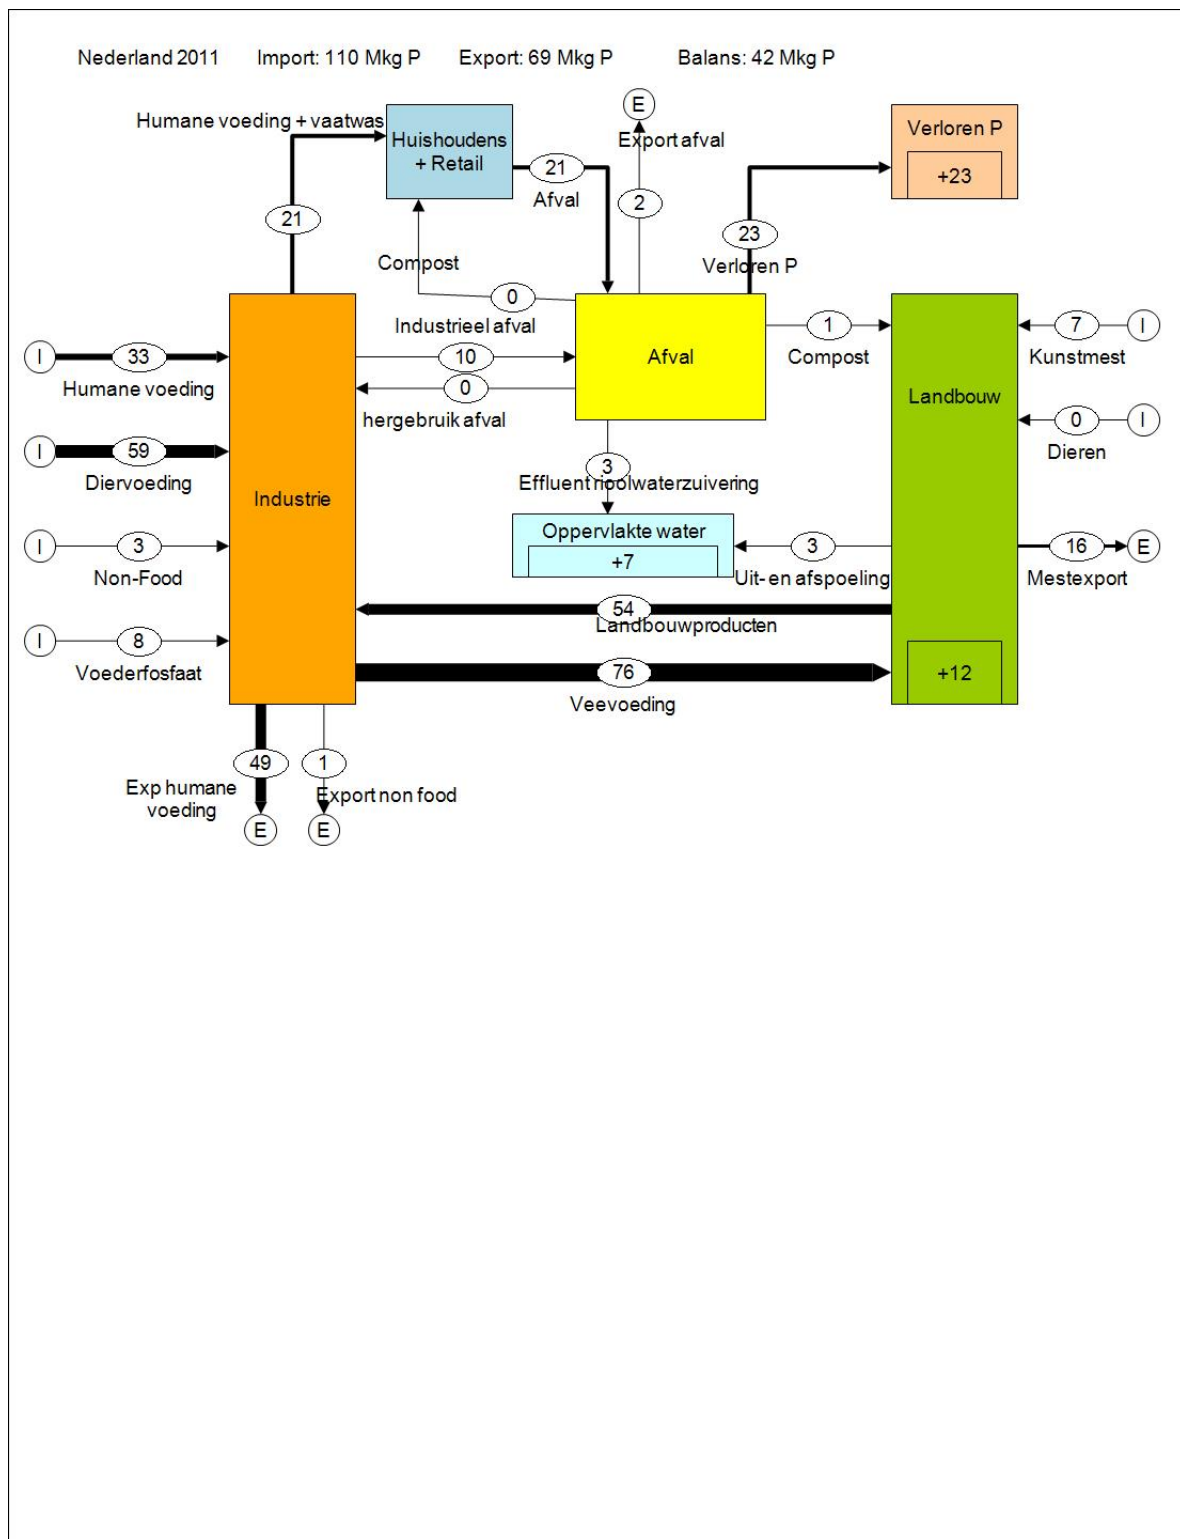 Nederland 2011 Import: 110 Mkg P Export: 69 Mkg P Balans: 42 Mkg P
Humane voeding + vaatwas
Huishoudens
+ Retail
E
Export afval
Verloren P
+23
21
Afval
2
21
23
Compost
Verloren P
0
Industrieel afval
Afval
1
Compost
7
I
Kunstmest
I
33
Humane voeding
10
0
hergebruik afval
Landbouw
0
I
Dieren
I
59
Diervoeding
3
Effluent rioolwaterzuivering
Industrie
Oppervlakte water
+7
3
Uit- en afspoeling
16
E
Mestexport
I
3
Non-Food
54
Landbouwproducten
I
8
Voederfosfaat
76
Veevoeding
+12
49
1
Exp humane
voeding
Export non food
E
E